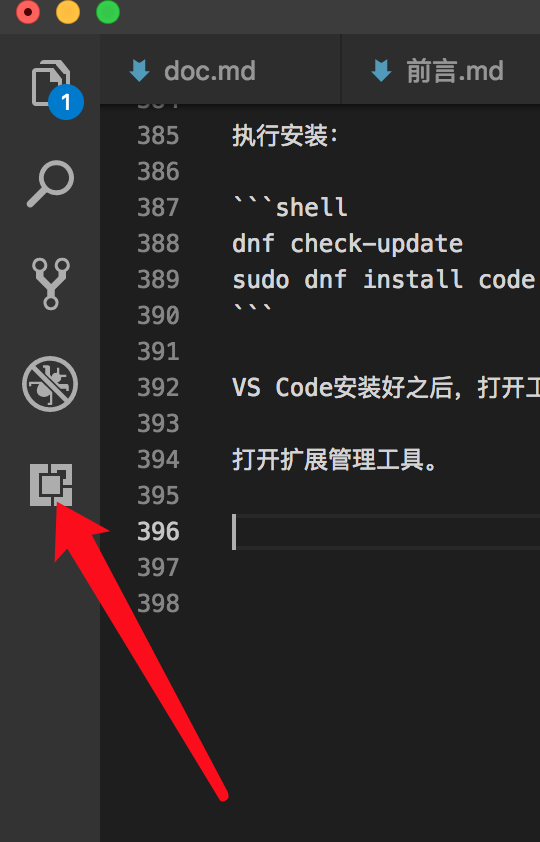 doc.md
前言.md
1
385 执行安装:
386
387 ```shell
388 dnf check-update
389 sudo dnf install code
390 ```
391
392 VS Code安装好之后，打开工
393
394 打开扩展管理工具。
395
396
397
398